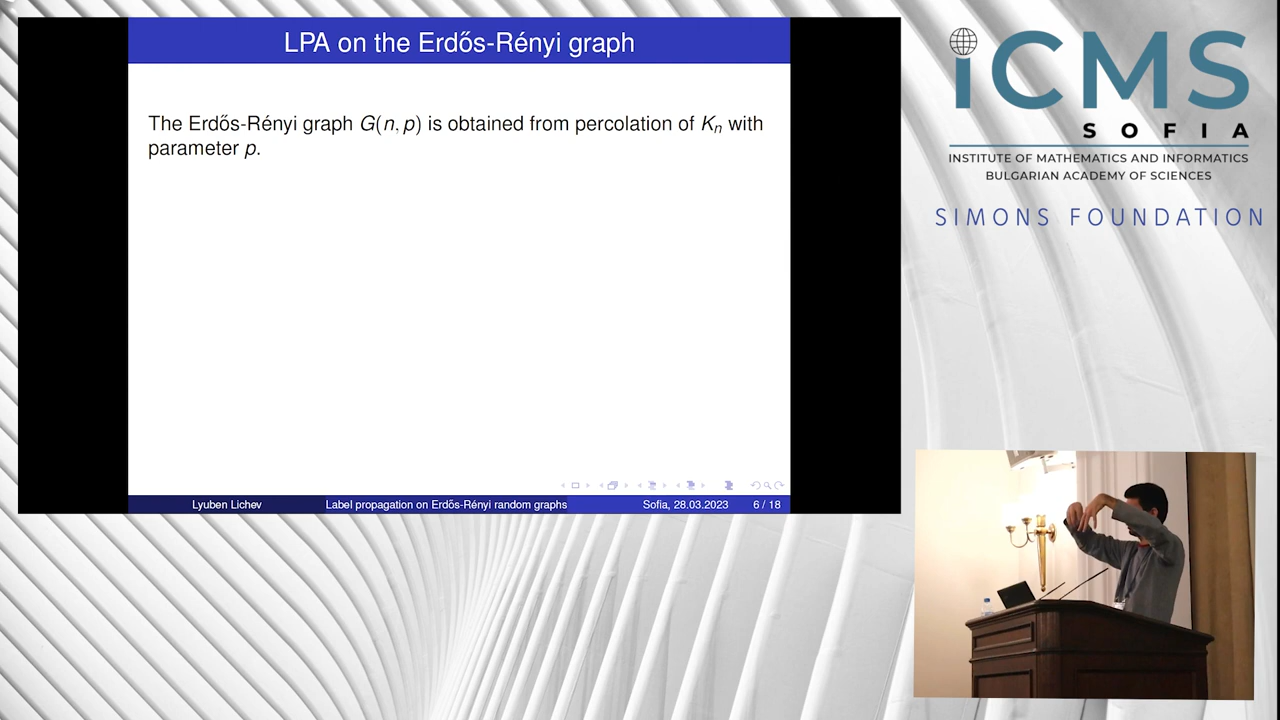 LPA on the Erdős-Rényi graph
The Erdős-Rényi graph G(n, p) is obtained from percolation of Kn with
parameter p.
Lyuben Lichev
Label propagation on Erdős-Rényi random graphs
Sofia, 28.03.2023
6 / 18
iCMS
SOFIA
INSTITUTE OF MATHEMATICS AND INFORMATICS
BULGARIAN ACADEMY OF SCIENCES
SIMONS FOUNDATION